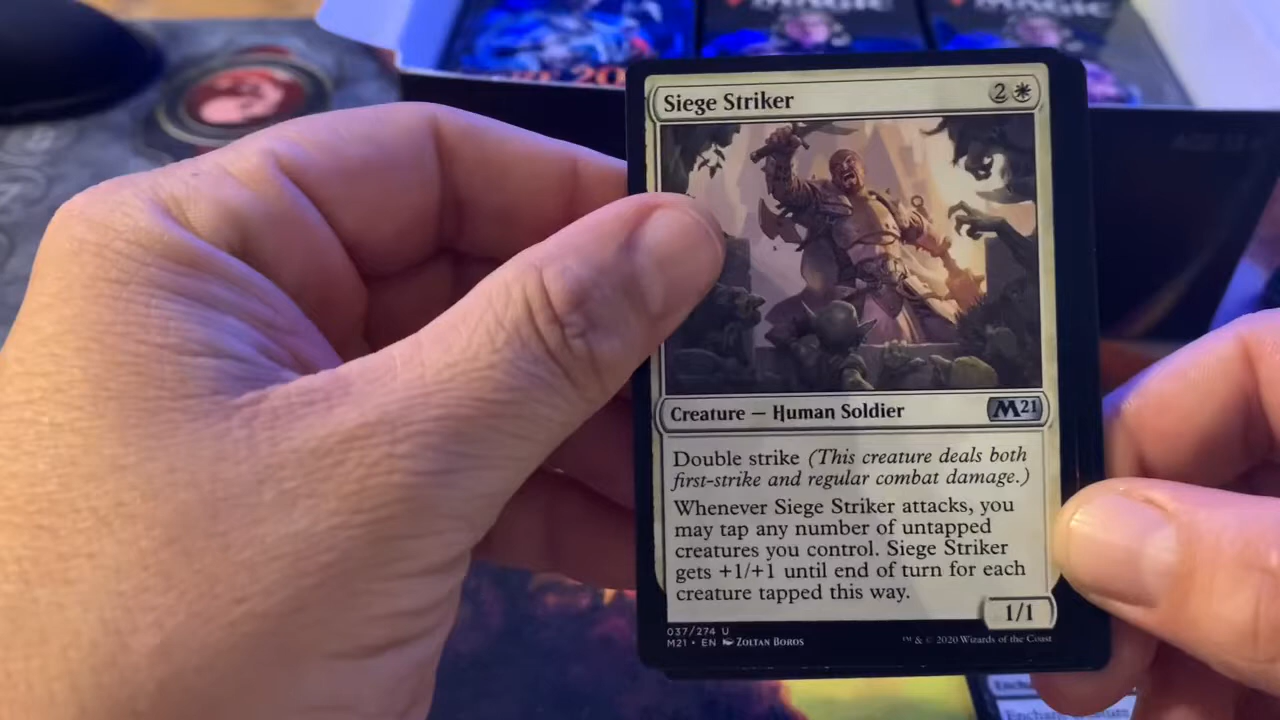 MAGIC
Siege Striker
2
Creature — Human Soldier
M21
Double strike (This creature deals both
first-strike and regular combat damage.)
Whenever Siege Striker attacks, you
may tap any number of untapped
creatures you control. Siege Striker
gets +1/+1 until end of turn for each
creature tapped this way.
1/1
037/274 U
M21 • EN ZOLTAN BOROS
™ & © 2020 Wizards of the Coast